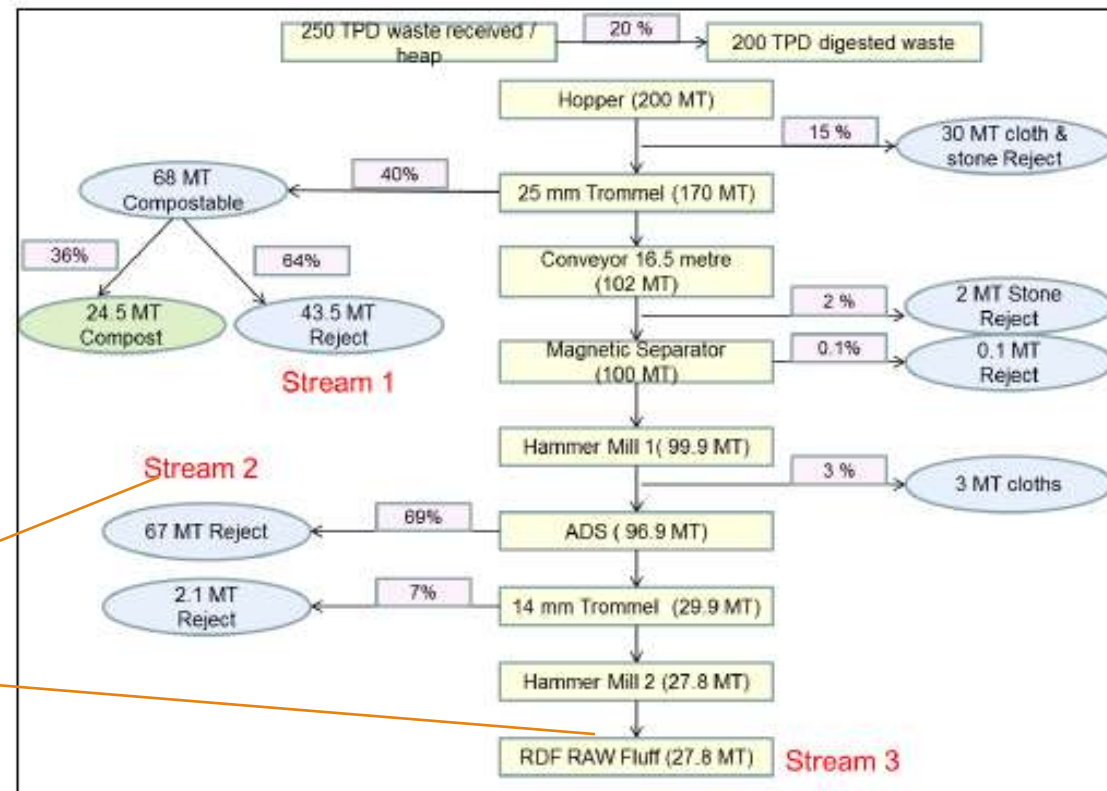 250 TPD waste received /
heap
20 %
200 TPD digested waste
Hopper (200 MT)
15 %
30 MT cloth &
stone Reject
68 MT
Compostable
40%
25 mm Trommel (170 MT)
36%
64%
Conveyor 16.5 metre
(102 MT)
24.5 MT
Compost
43.5 MT
Reject
2 %
2 MT Stone
Reject
Stream 1
Magnetic Separator
(100 MT)
0.1%
0.1 MT
Reject
Hammer Mill 1( 99.9 MT)
Stream 2
3 %
3 MT cloths
67 MT Reject
69%
ADS ( 96.9 MT)
2.1 MT
Reject
7%
14 mm Trommel (29.9 MT)
Hammer Mill 2 (27.8 MT)
RDF RAW Fluff (27.8 MT)
Stream 3